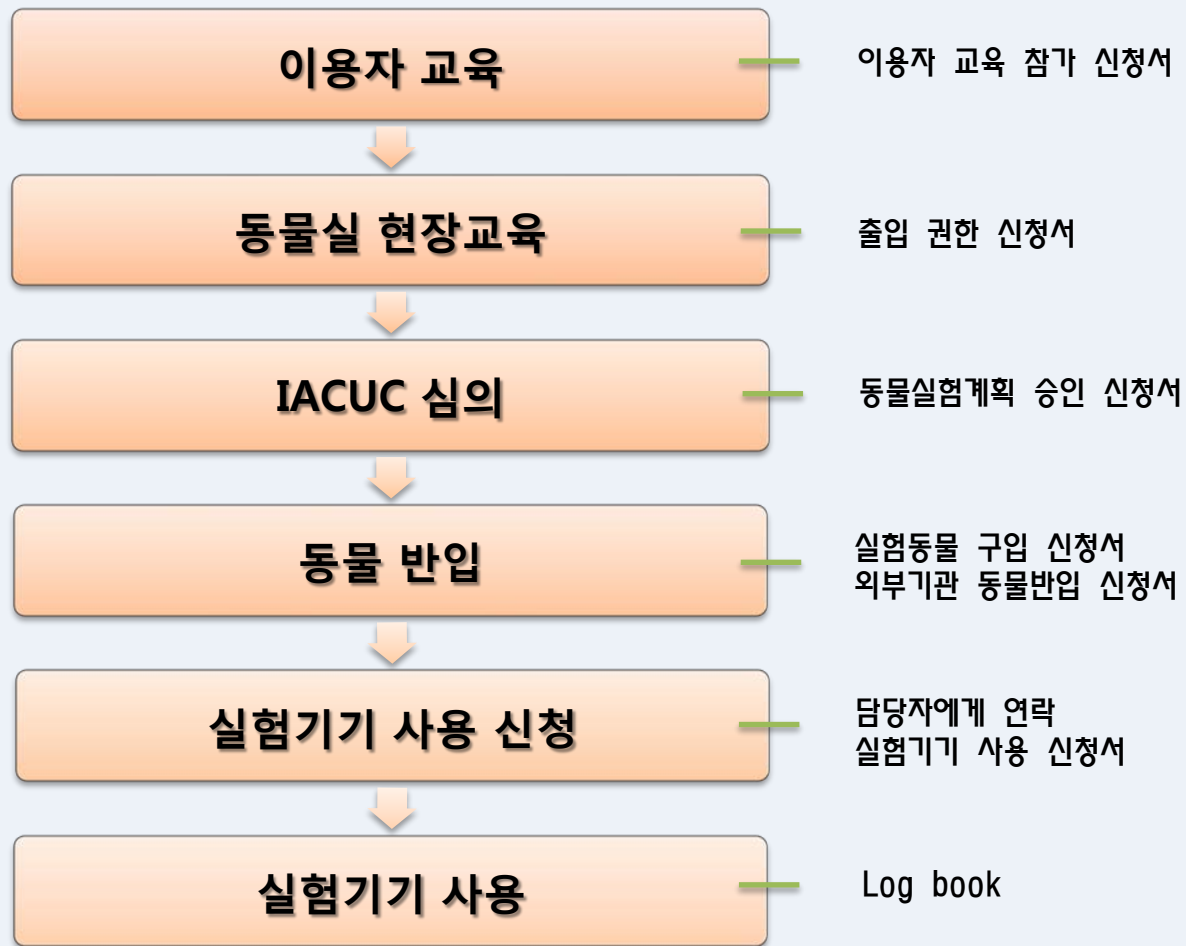 이용자 교육
이용자 교육 참가 신청서
동물실 현장교육
출입 권한 신청서
IACUC 심의
동물실험계획 승인 신청서
동물 반입
실험동물 구입 신청서
외부기관 동물반입 신청서
실험기기 사용 신청
담당자에게 연락
실험기기 사용 신청서
실험기기 사용
Log book